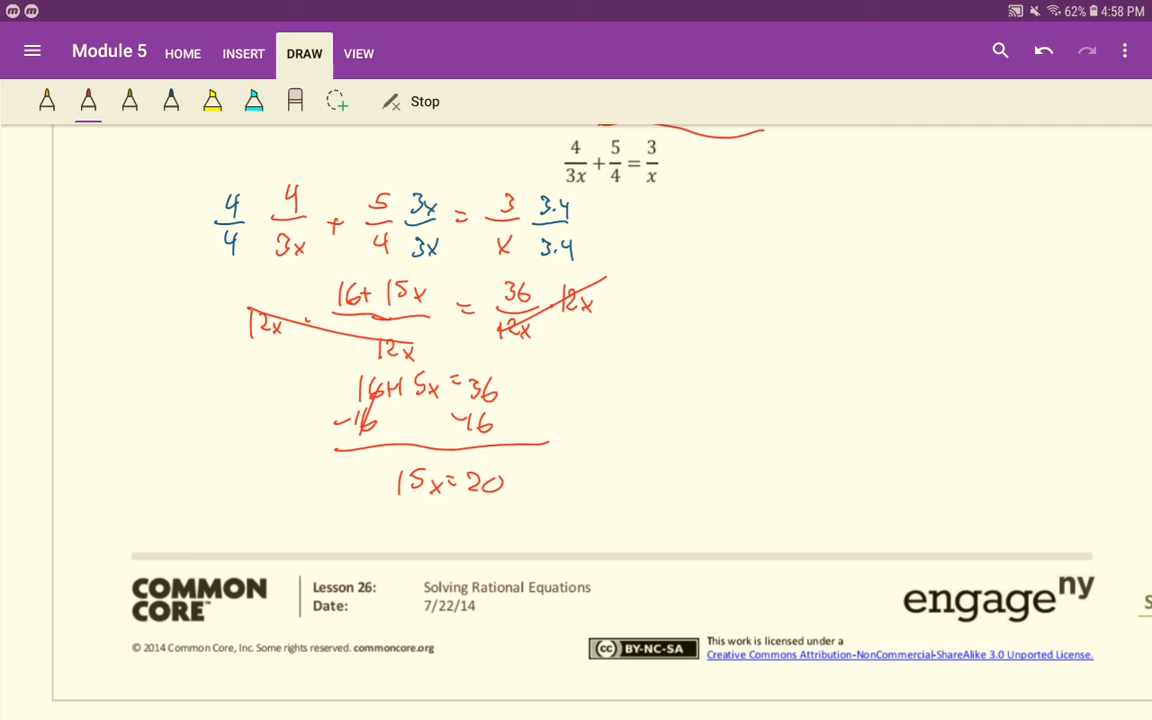 62% 4:58 PM
Module 5 HOME INSERT DRAW VIEW
Stop
4/3x + 5/4 = 3/x
4/4 4/3x + 5/4 3x/3x = 3/x 3.4/3.4
12x · 16+15x/12x = 36/12x · 12x
16+15x=36
-16 -16
15x=20
COMMON CORE™
Lesson 26: Solving Rational Equations
Date: 7/22/14
engage ny
S
© 2014 Common Core, Inc. Some rights reserved. commoncore.org
cc BY-NC-SA
This work is licensed under a
Creative Commons Attribution-NonCommercial-ShareAlike 3.0 Unported License.